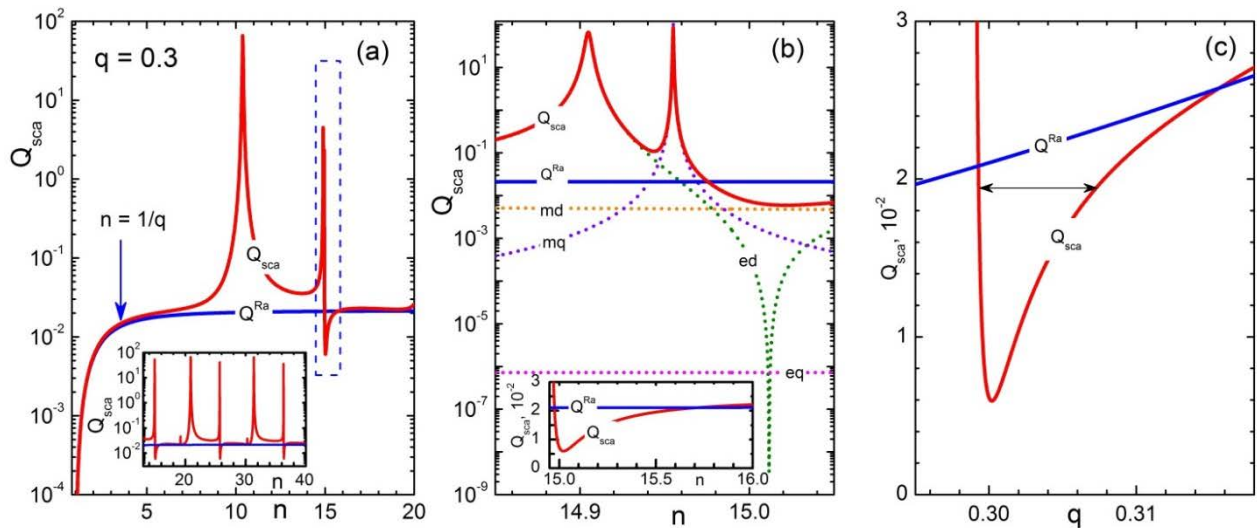 (a)
q = 0.3
Q_sca
10^2
10^1
10^0
10^-1
10^-2
10^-3
10^-4
n = 1/q
Q_sca
Q^Ra
Q_sca
10^2
10^1
10^0
10^-1
10^-2
20 30 n 40
5 10 n 15 20
(b)
Q_sca
10^1
10^-1
10^-3
10^-5
10^-7
10^-9
Q_sca
Q^Ra
md
mq
ed
eq
Q_sca, 10^-2
3
2
1
0
Q^Ra
Q_sca
15.0 15.6 n 16.0
14.9 n 15.0
(c)
Q_sca, 10^-2
3
2
1
0
Q^Ra
Q_sca
0.30 q 0.31